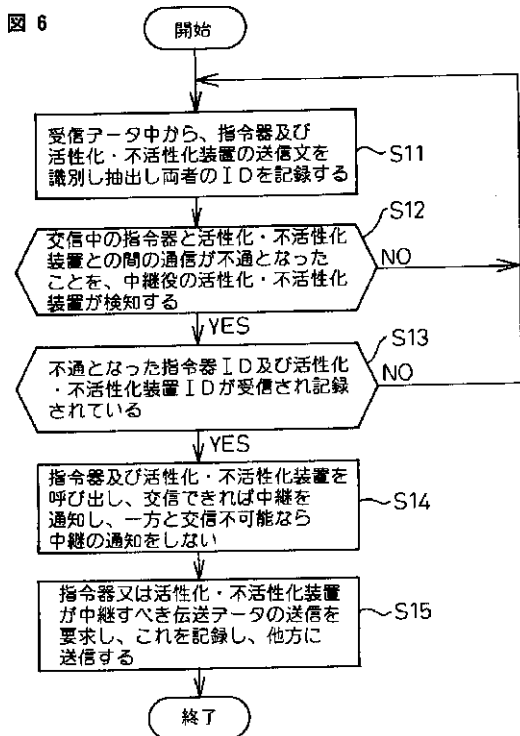 図 6
開始
受信データ中から、指令器及び
活性化・不活性化装置の送信文を
識別し抽出し両者のＩＤを記録する
S11
交信中の指令器と活性化・不活性化
装置との間の通信が不通となった
ことを、中継役の活性化・不活性化
装置が検知する
S12
NO
YES
不通となった指令器ＩＤ及び活性化
・不活性化装置ＩＤが受信され記録
されている
S13
NO
YES
指令器及び活性化・不活性化装置を
呼び出し、交信できれば中継を
通知し、一方と交信不可能なら
中継の通知をしない
S14
指令器又は活性化・不活性化装置
が中継すべき伝送データの送信を
要求し、これを記録し、他方に
送信する
S15
終了